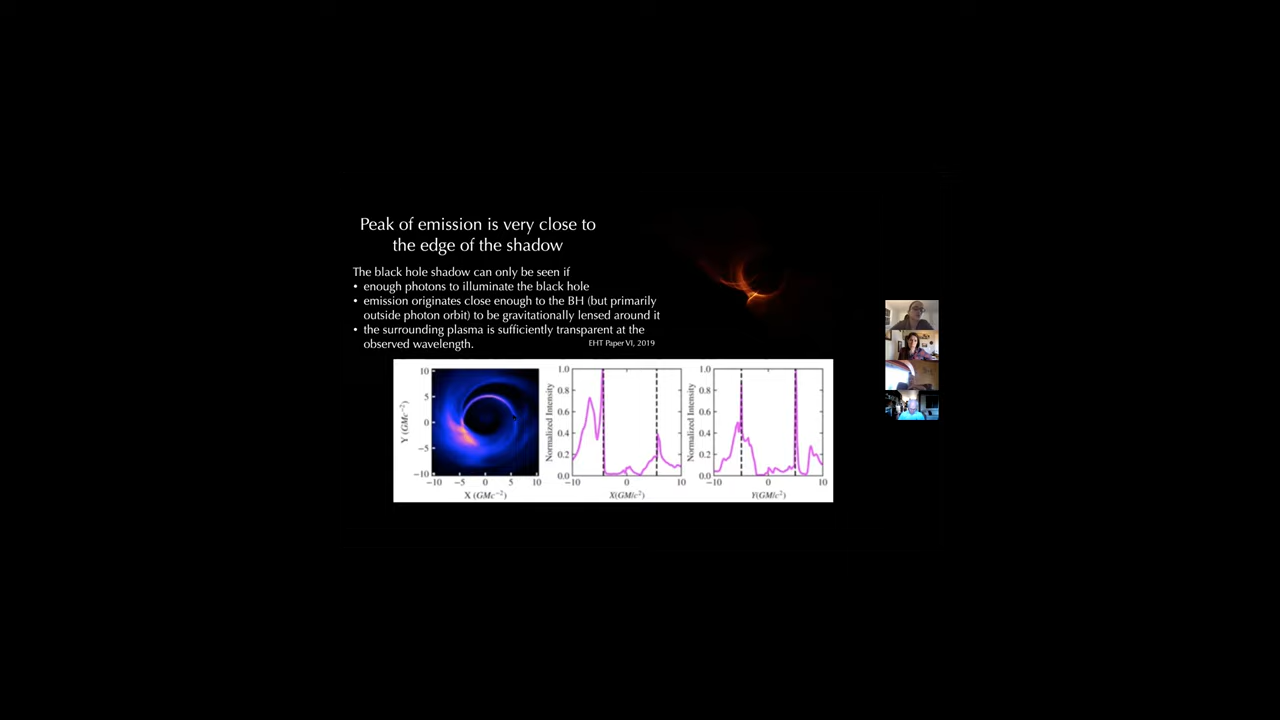 Peak of emission is very close to
the edge of the shadow
The black hole shadow can only be seen if
• enough photons to illuminate the black hole
• emission originates close enough to the BH (but primarily
outside photon orbit) to be gravitationally lensed around it
• the surrounding plasma is sufficiently transparent at the
observed wavelength.
EHT Paper VI, 2019
10
5
0
−5
−10
Y (GMc⁻²)
−10 −5 0 5 10
X (GMc⁻²)
1.0
0.8
0.6
0.4
0.2
0.0
Normalized Intensity
−10 0 10
X(GM/c²)
1.0
0.8
0.6
0.4
0.2
0.0
Normalized Intensity
−10 0 10
Y(GM/c²)